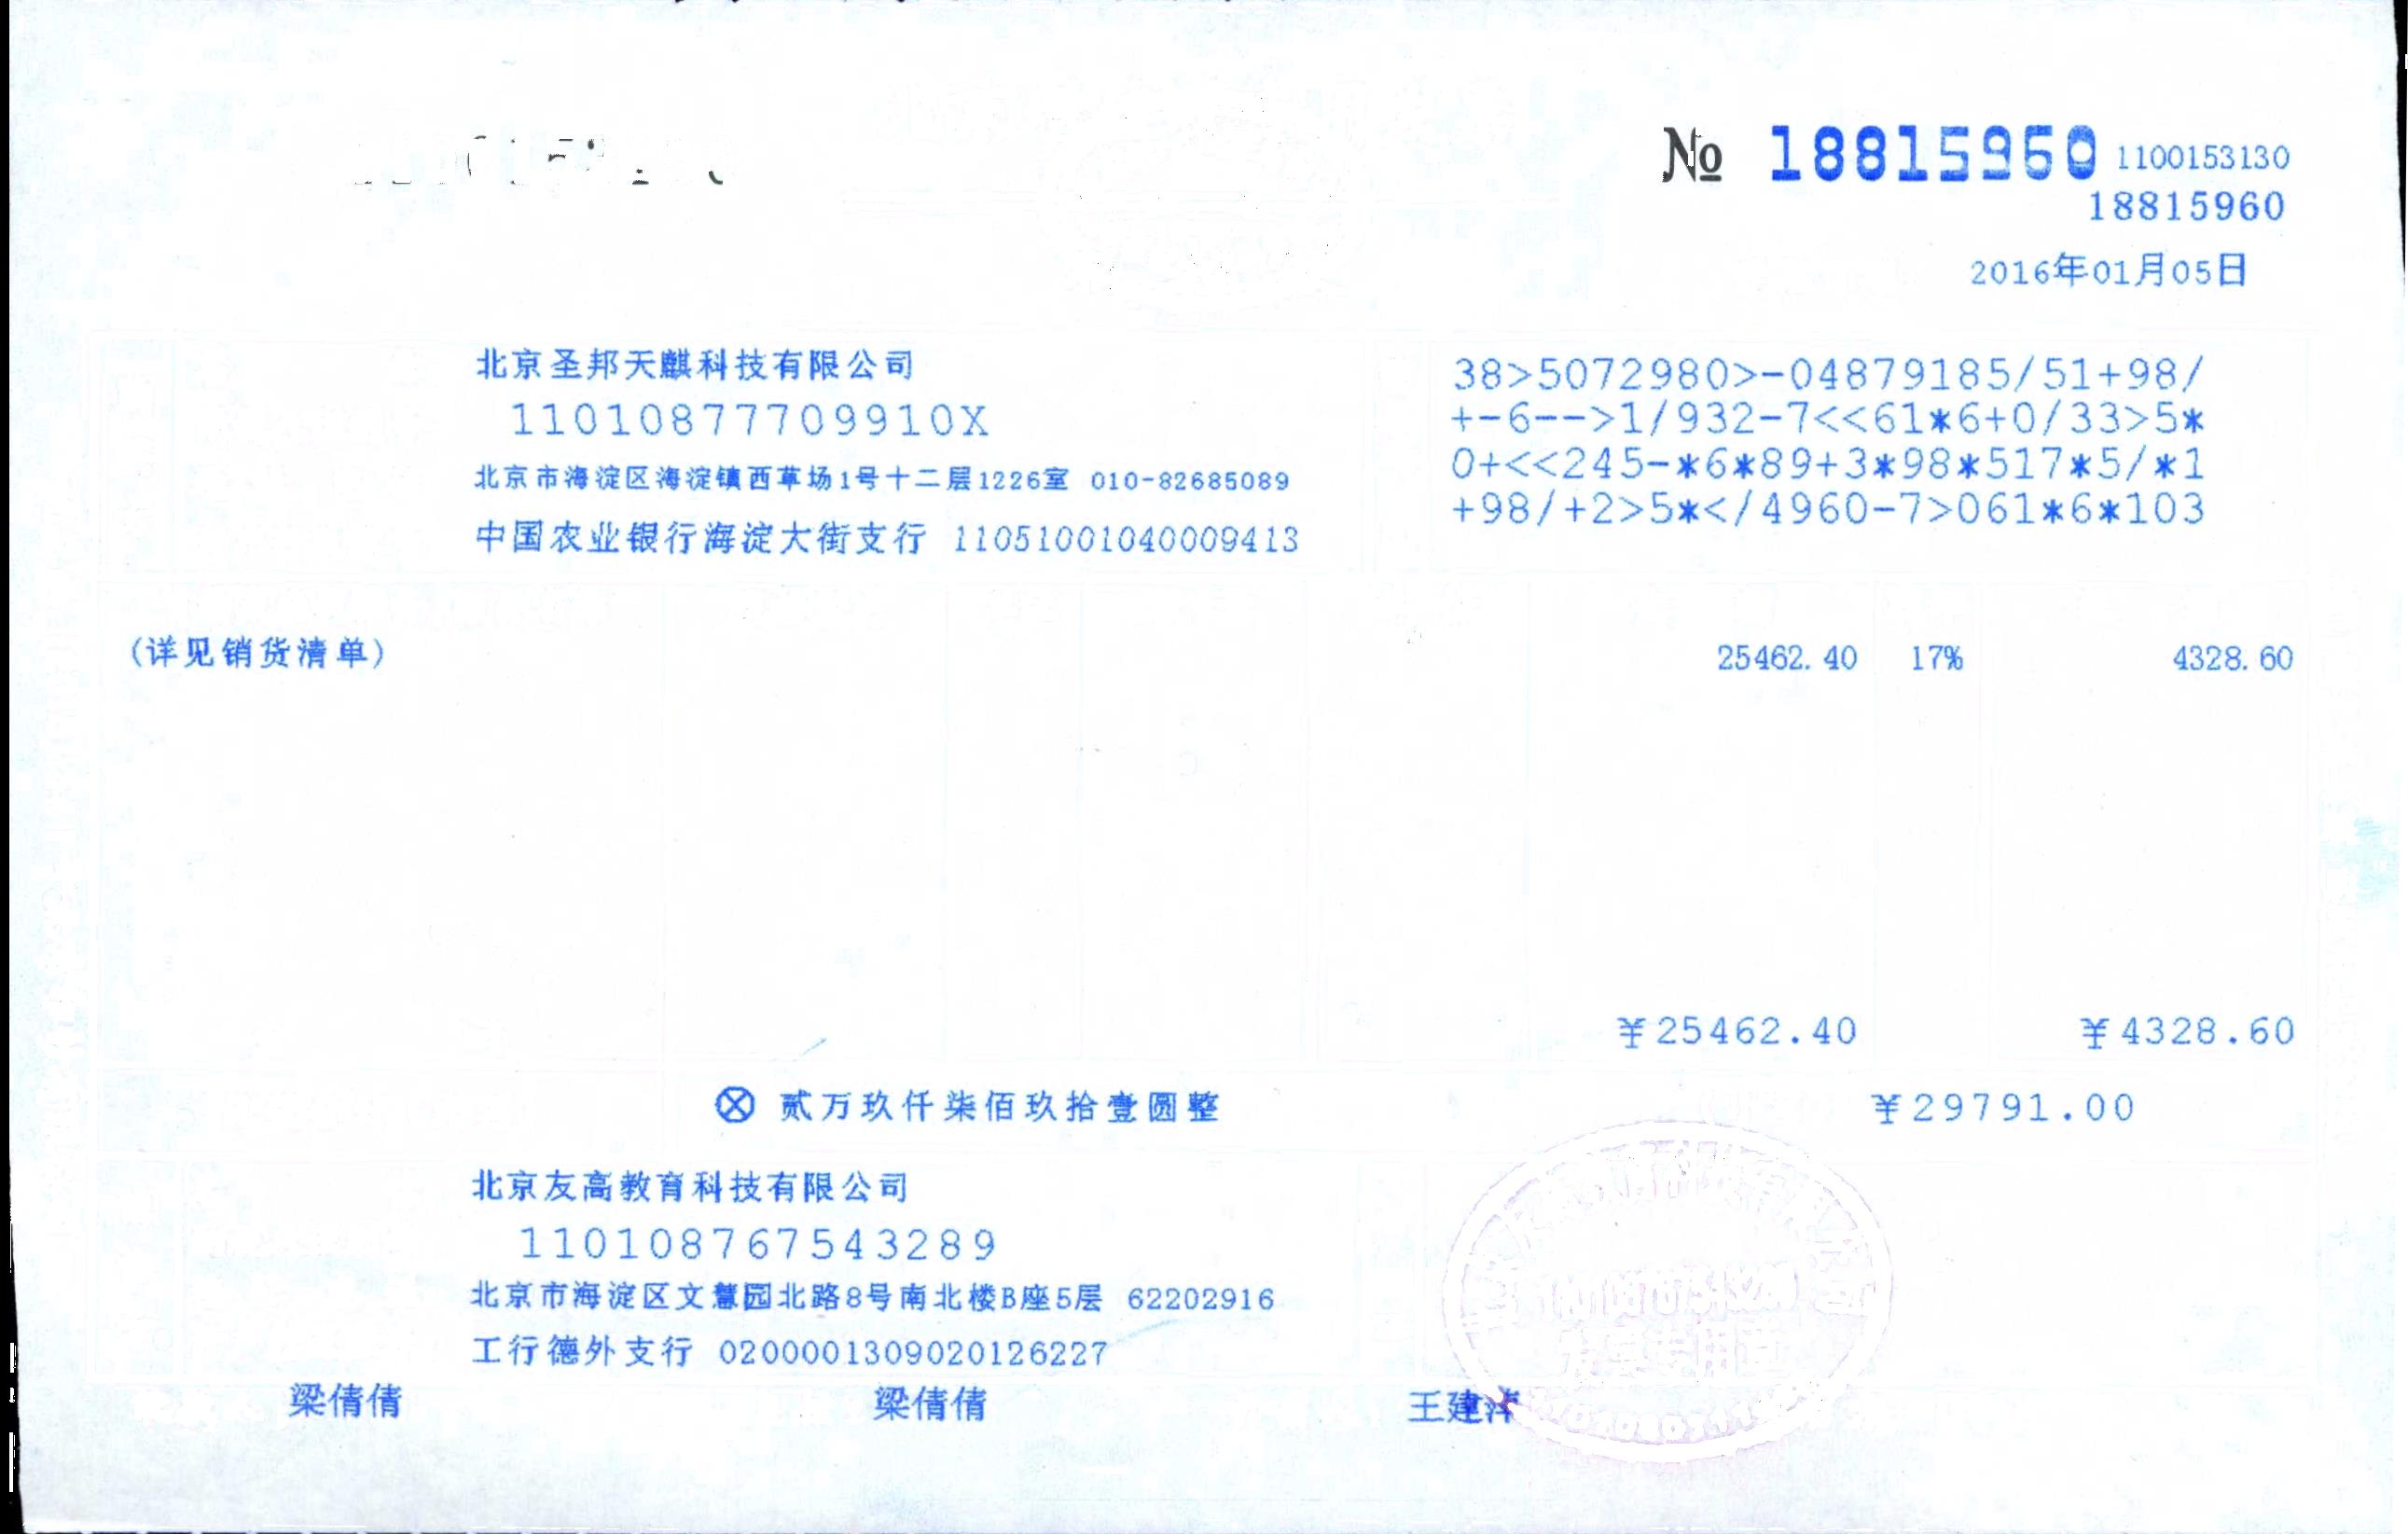 № 18815960 1100153130
18815960
2016年01月05日
北京圣邦天麒科技有限公司
11010877709910X
北京市海淀区海淀镇西草场1号十二层1226室 010-82685089
中国农业银行海淀大街支行 11051001040009413
38>5072980>-04879185/51+98/
+-6-->1/932-7<<61*6+0/33>5*
0+<<245-*6*89+3*98*517*5/*1
+98/+2>5*</4960-7>061*6*103
(详见销货清单) 25462.40 17% 4328.60
¥25462.40 ¥4328.60
ⓧ 贰万玖仟柒佰玖拾壹圆整 ¥29791.00
北京友高教育科技有限公司
110108767543289
北京市海淀区文慧园北路8号南北楼B座5层 62202916
工行德外支行 0200001309020126227
梁倩倩 梁倩倩 王建